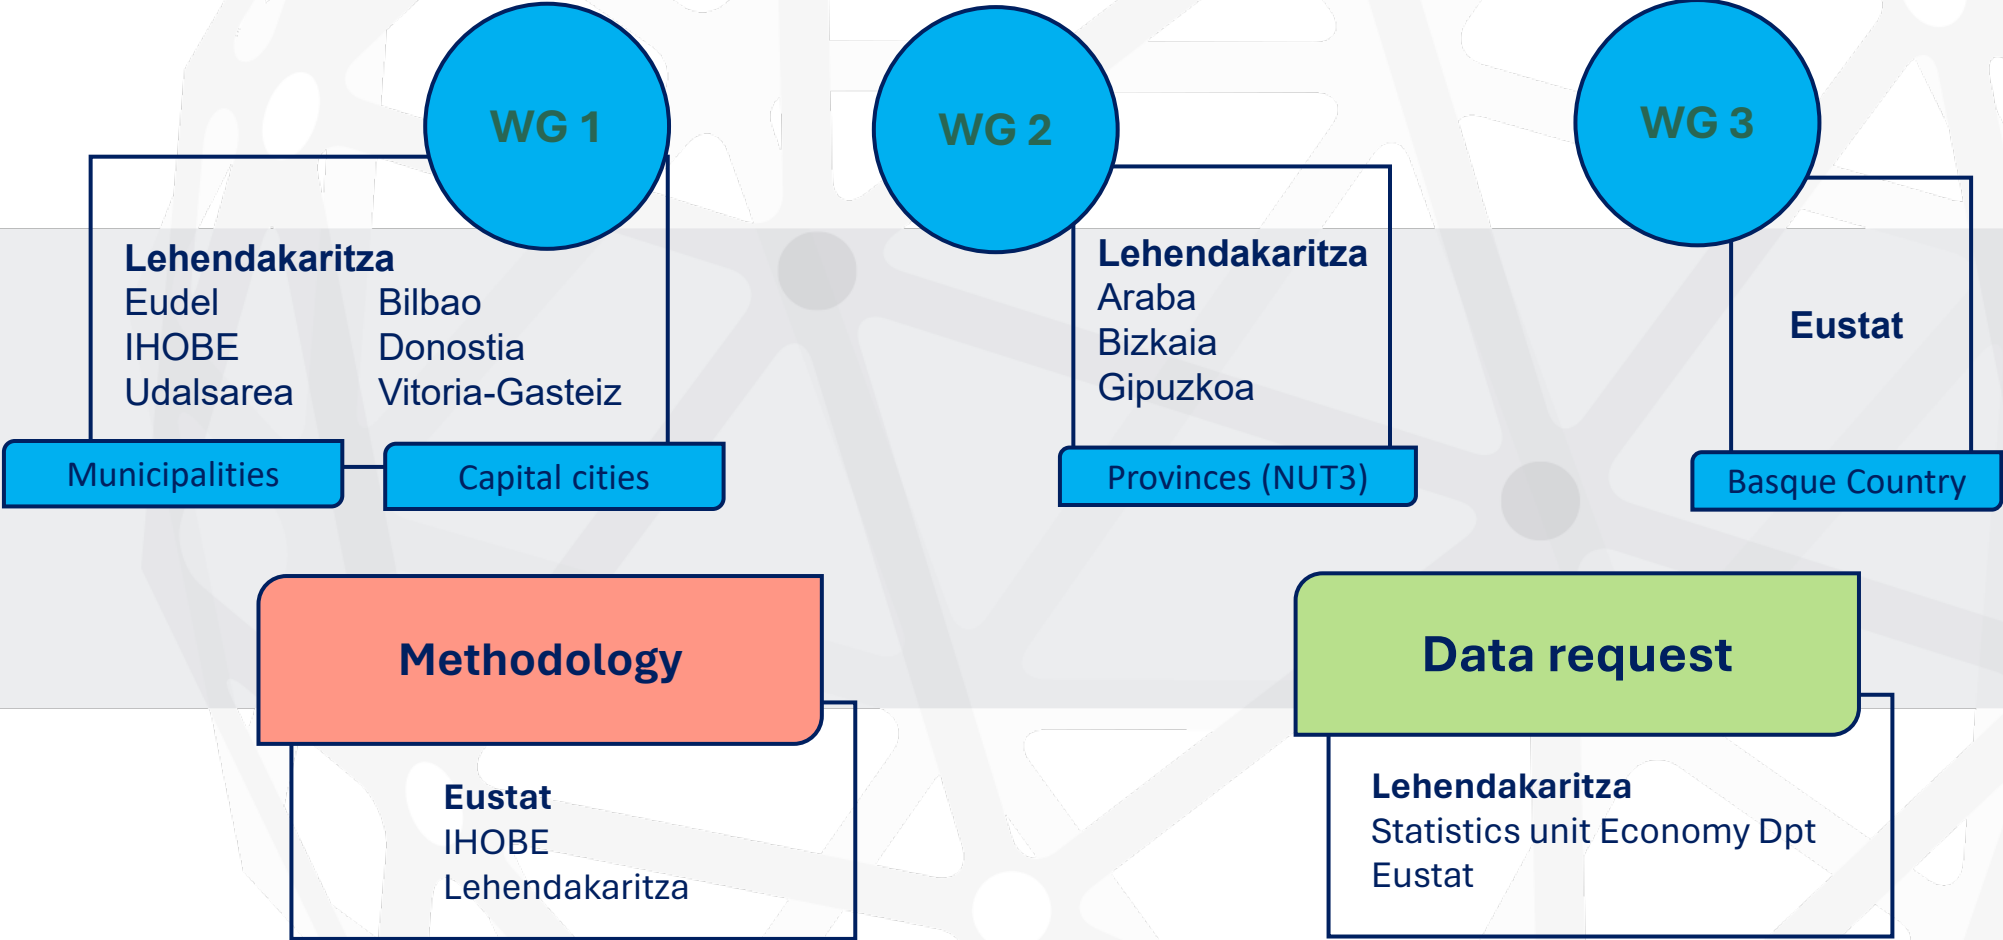 WG 1
Lehendakaritza
Eudel
IHOBE
Udalsarea
Bilbao
Donostia
Vitoria-Gasteiz
Municipalities
Capital cities
WG 2
Lehendakaritza
Araba
Bizkaia
Gipuzkoa
Provinces (NUT3)
WG 3
Eustat
Basque Country
Methodology
Eustat
IHOBE
Lehendakaritza
Data request
Lehendakaritza
Statistics unit Economy Dpt
Eustat